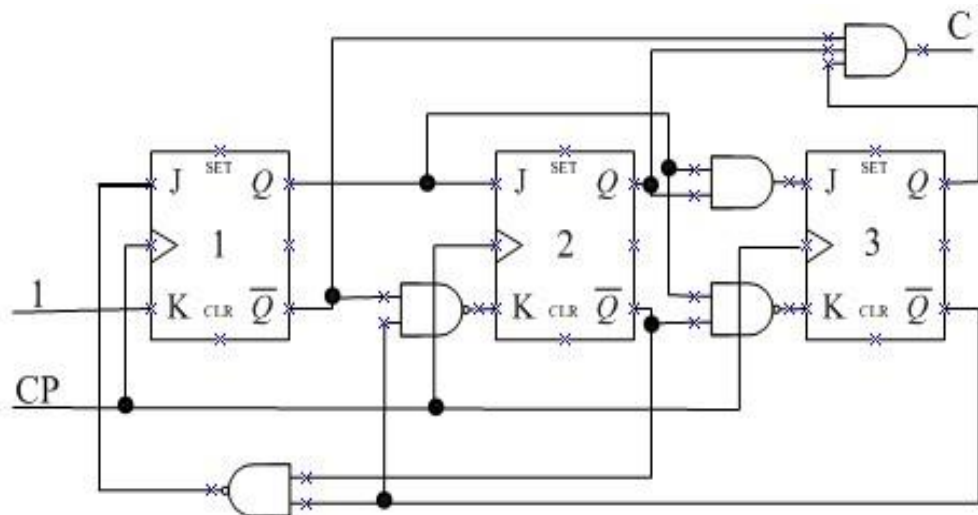 C
J SET Q J SET Q J SET Q
1 2 3
1 K CLR Q̅ K CLR Q̅ K CLR Q̅
CP